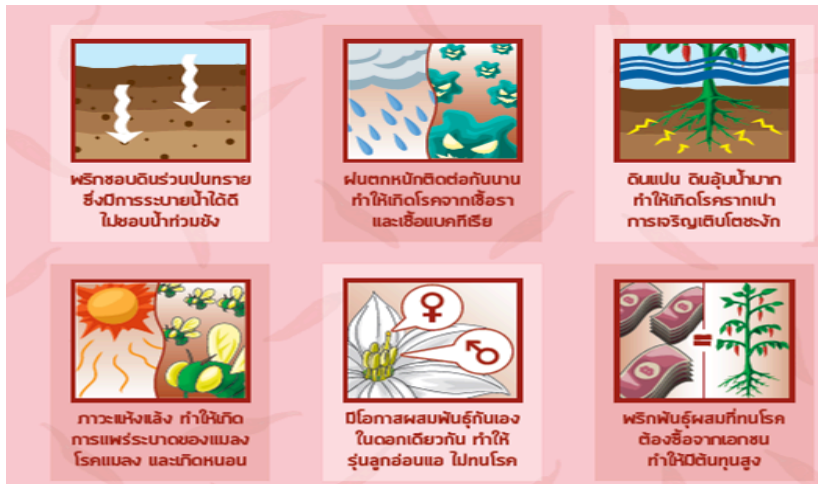 พริกชอบดินร่วนปนทราย
ซึ่งมีการระบายน้ำได้ดี
ไม่ชอบน้ำท่วมขัง
ฝนตกหนักติดต่อกันนาน
ทำให้เกิดโรคจากเชื้อรา
และเชื้อแบคทีเรีย
ดินแน่น ดินอุ้มน้ำมาก
ทำให้เกิดโรครากเน่า
การเจริญเติบโตชะงัก
ภาวะแห้งแล้ง ทำให้เกิด
การแพร่ระบาดของแมลง
โรคแมลง และเกิดหนอน
มีโอกาสผสมพันธุ์กันเอง
ในดอกเดียวกัน ทำให้
รุ่นลูกอ่อนแอ ไม่ทนโรค
พริกพันธุ์ผสมที่ทนโรค
ต้องซื้อจากเอกชน
ทำให้มีต้นทุนสูง